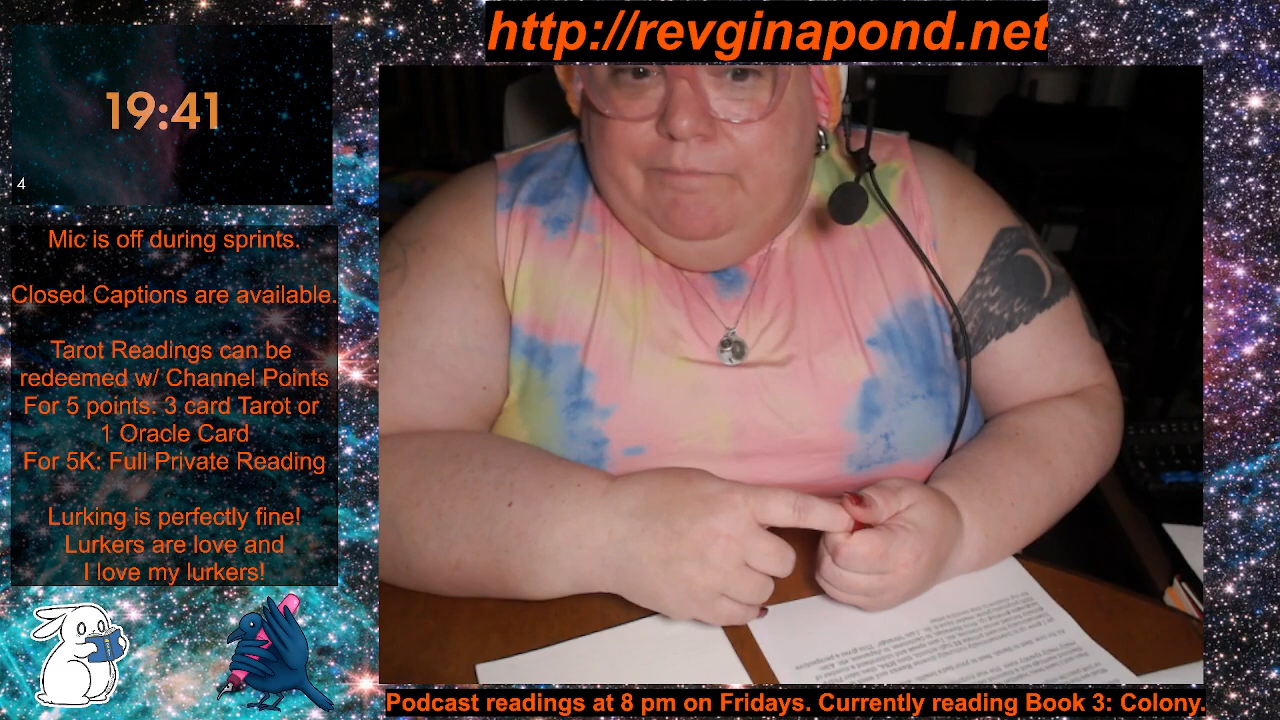 http://revginapond.net
19:41
4
Mic is off during sprints.
Closed Captions are available.
Tarot Readings can be
redeemed w/ Channel Points
For 5 points: 3 card Tarot or
1 Oracle Card
For 5K: Full Private Reading
Lurking is perfectly fine!
Lurkers are love and
I love my lurkers!
Podcast readings at 8 pm on Fridays. Currently reading Book 3: Colony.